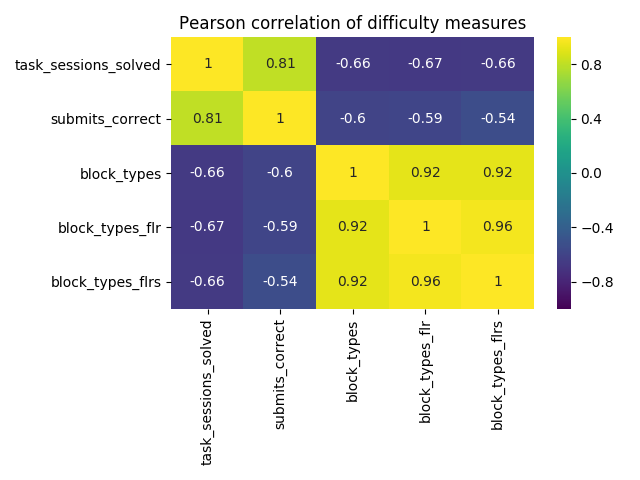 Pearson correlation of difficulty measures
task_sessions_solved 1 0.81 -0.66 -0.67 -0.66
submits_correct 0.81 1 -0.6 -0.59 -0.54
block_types -0.66 -0.6 1 0.92 0.92
block_types_flr -0.67 -0.59 0.92 1 0.96
block_types_flrs -0.66 -0.54 0.92 0.96 1
task_sessions_solved
submits_correct
block_types
block_types_flr
block_types_flrs
0.8
0.4
0.0
−0.4
−0.8